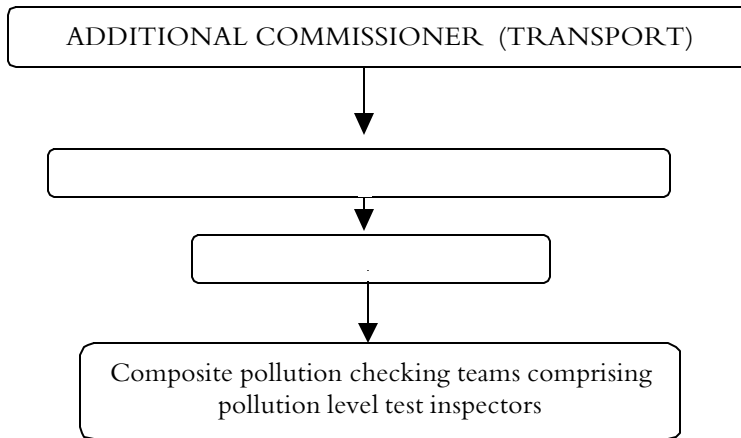 ADDITIONAL COMMISSIONER (TRANSPORT)
Composite pollution checking teams comprising
pollution level test inspectors